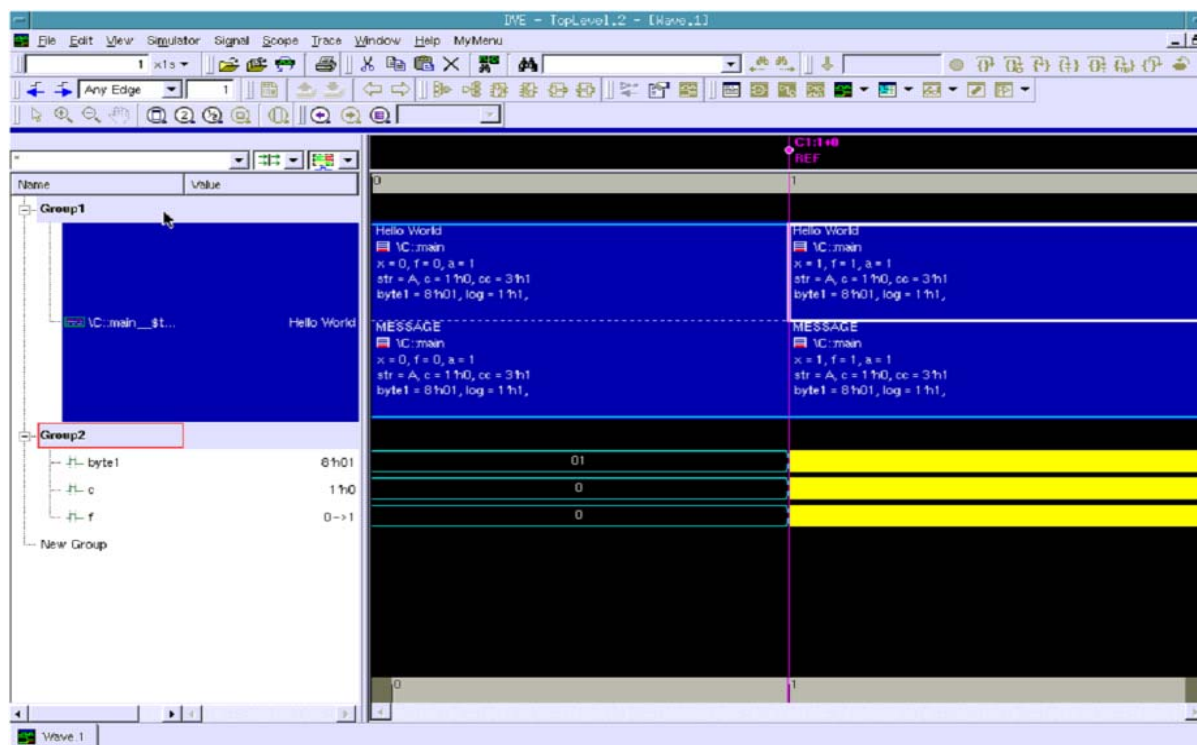 DVE - TopLevel.2 - [Wave.1]
File Edit View Simulator Signal Scope Trace Window Help MyMenu
1 x1s
Any Edge 1
C1:1+0
REF
*
Name Value
0 1
Group1
\C::main__$t... Hello World
Hello World
\C::main
x = 0, f = 0, a = 1
str = A, c = 1'h0, cc = 3'h1
byte1 = 8'h01, log = 1'h1,
Hello World
\C::main
x = 1, f = 1, a = 1
str = A, c = 1'h0, cc = 3'h1
byte1 = 8'h01, log = 1'h1,
MESSAGE
\C::main
x = 0, f = 0, a = 1
str = A, c = 1'h0, cc = 3'h1
byte1 = 8'h01, log = 1'h1,
MESSAGE
\C::main
x = 1, f = 1, a = 1
str = A, c = 1'h0, cc = 3'h1
byte1 = 8'h01, log = 1'h1,
Group2
byte1 8'h01 01
c 1'h0 0
f 0->1 0
New Group
0 1
Wave.1